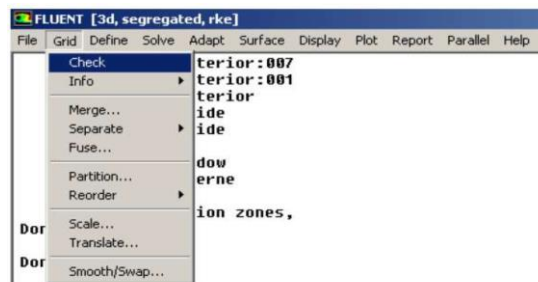 FLUENT [3d, segregated, rke]
File Grid Define Solve Adapt Surface Display Plot Report Parallel Help
Check
terior:007
Info
terior:001
terior
Merge...
ide
Separate
ide
Fuse...
dow
Partition...
erne
Reorder
ion zones,
Scale...
Dor
Translate...
Dor
Smooth/Swap...